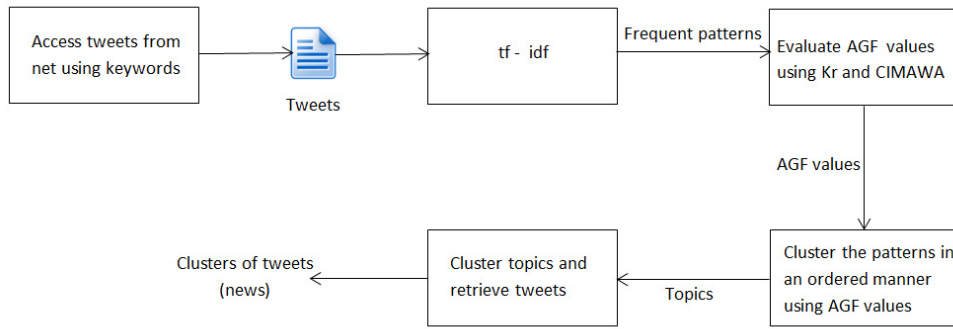 Access tweets from
net using keywords
Tweets
tf - idf
Frequent patterns
Evaluate AGF values
using Kr and CIMAWA
AGF values
Cluster the patterns in
an ordered manner
using AGF values
Topics
Cluster topics and
retrieve tweets
Clusters of tweets
(news)